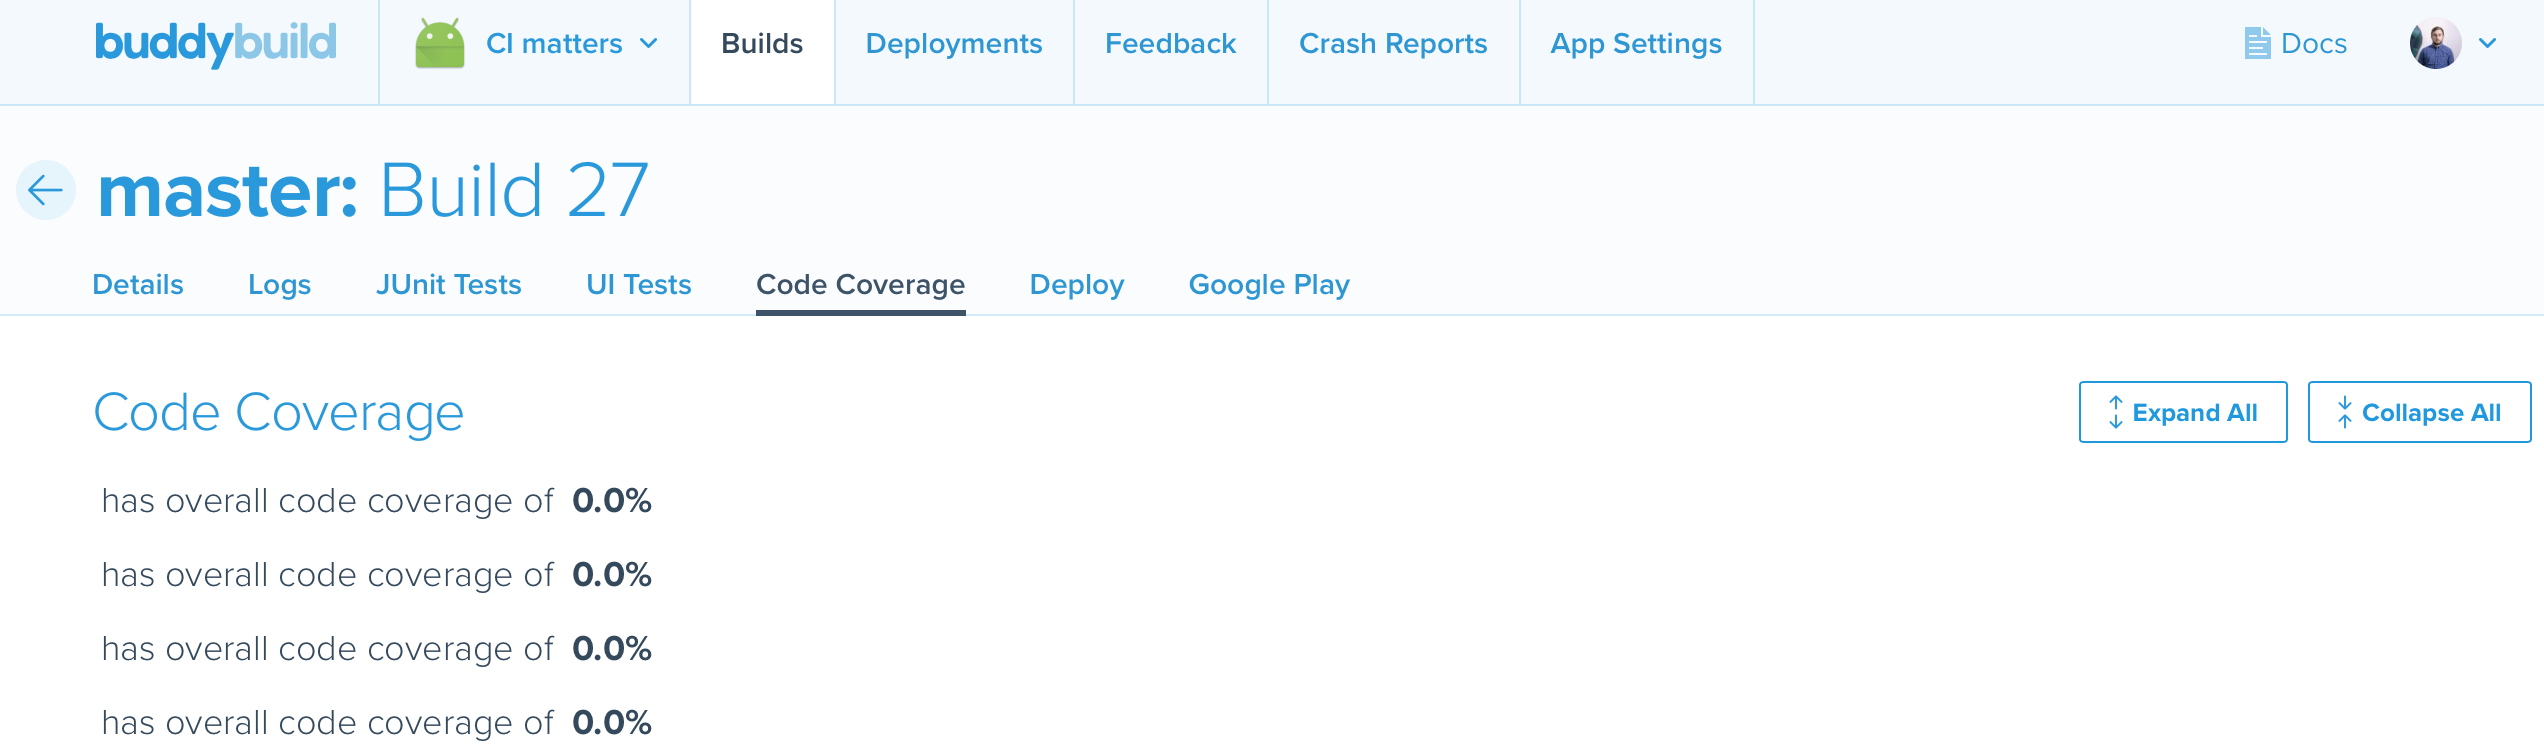 buddybuild CI matters Builds Deployments Feedback Crash Reports App Settings Docs
master: Build 27
Details Logs JUnit Tests UI Tests Code Coverage Deploy Google Play
Code Coverage Expand All Collapse All
has overall code coverage of 0.0%
has overall code coverage of 0.0%
has overall code coverage of 0.0%
has overall code coverage of 0.0%